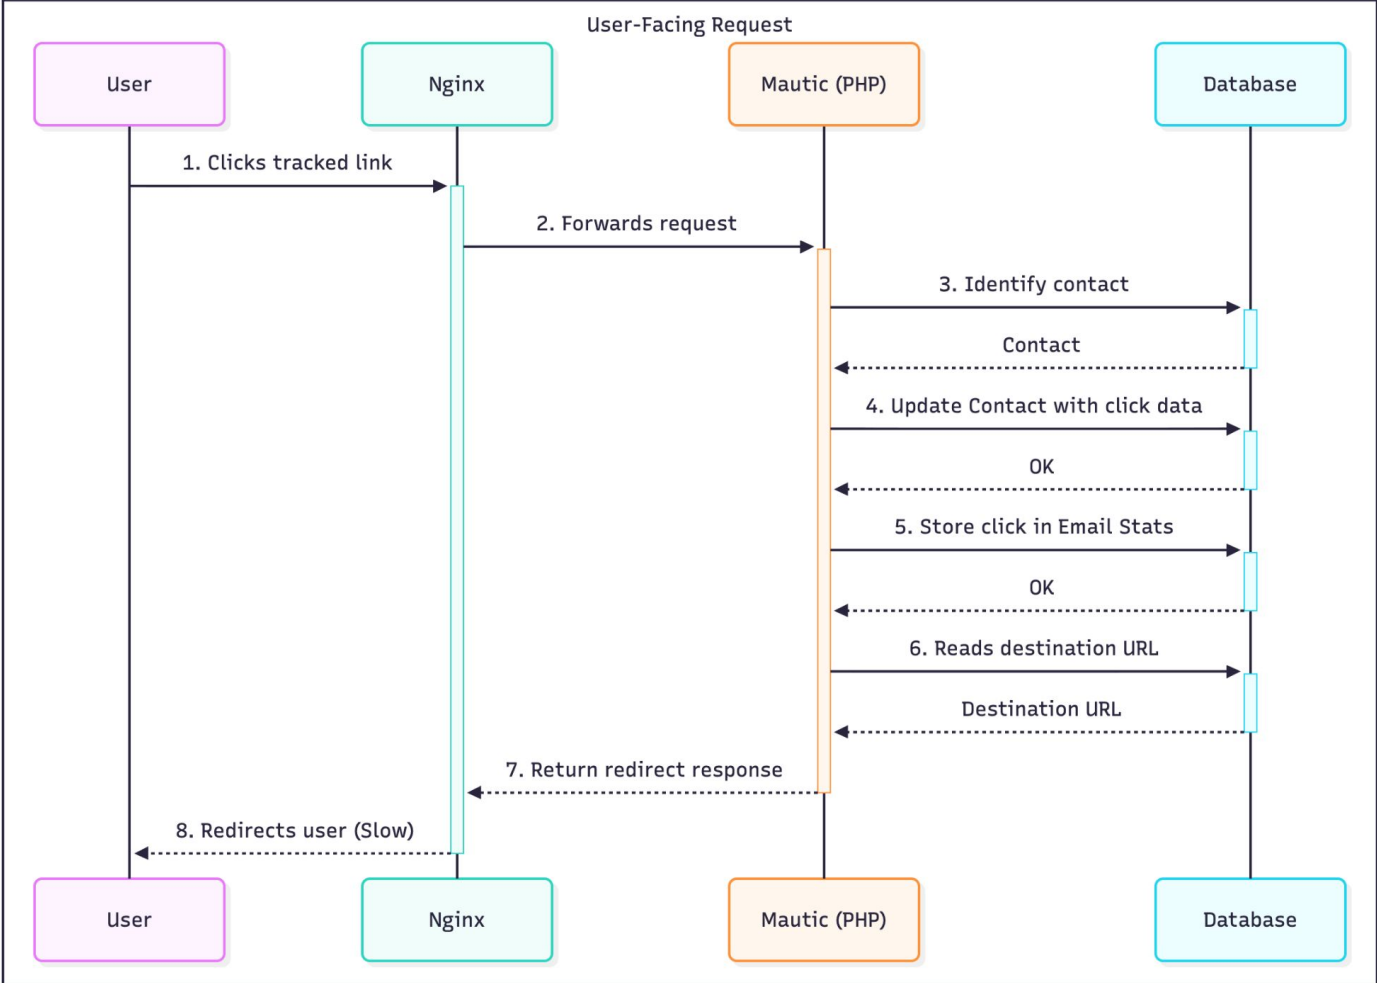 User-Facing Request
User
Nginx
Mautic (PHP)
Database
1. Clicks tracked link
2. Forwards request
3. Identify contact
Contact
4. Update Contact with click data
OK
5. Store click in Email Stats
OK
6. Reads destination URL
Destination URL
7. Return redirect response
8. Redirects user (Slow)
User
Nginx
Mautic (PHP)
Database